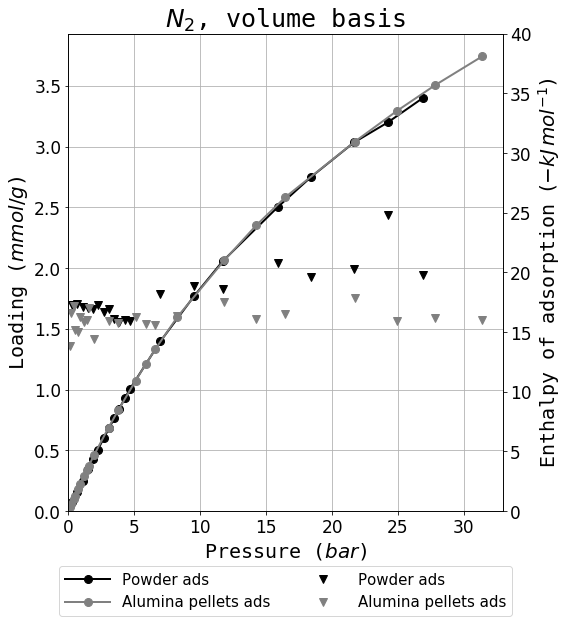 N₂, volume basis
Loading (mmol/g)
3.5
3.0
2.5
2.0
1.5
1.0
0.5
0.0
0 5 10 15 20 25 30
Pressure (bar)
40
35
30
25
20
15
10
5
0
Enthalpy of adsorption (−kJ mol⁻¹)
Powder ads Powder ads
Alumina pellets ads Alumina pellets ads